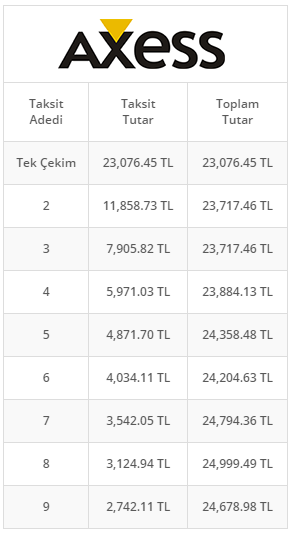 AXESS
Taksit Taksit Toplam
Adedi Tutar Tutar
Tek Çekim 23,076.45 TL 23,076.45 TL
2 11,858.73 TL 23,717.46 TL
3 7,905.82 TL 23,717.46 TL
4 5,971.03 TL 23,884.13 TL
5 4,871.70 TL 24,358.48 TL
6 4,034.11 TL 24,204.63 TL
7 3,542.05 TL 24,794.36 TL
8 3,124.94 TL 24,999.49 TL
9 2,742.11 TL 24,678.98 TL